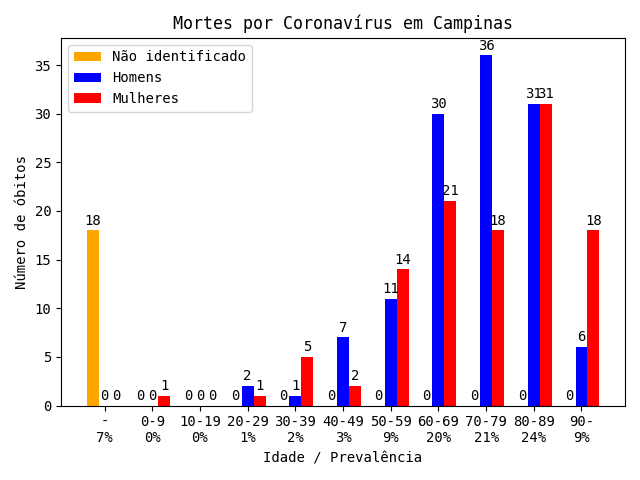 Mortes por Coronavírus em Campinas
Não identificado
Homens
Mulheres
Número de óbitos
35
30
25
20
15
10
5
0
18 0 0
0 0 1
0 0 0
0 2 1
0 1 5
0 7 2
0 11 14
0 30 21
0 36 18
0 31 31
0 6 18
- 0-9 10-19 20-29 30-39 40-49 50-59 60-69 70-79 80-89 90-
7% 0% 0% 1% 2% 3% 9% 20% 21% 24% 9%
Idade / Prevalência